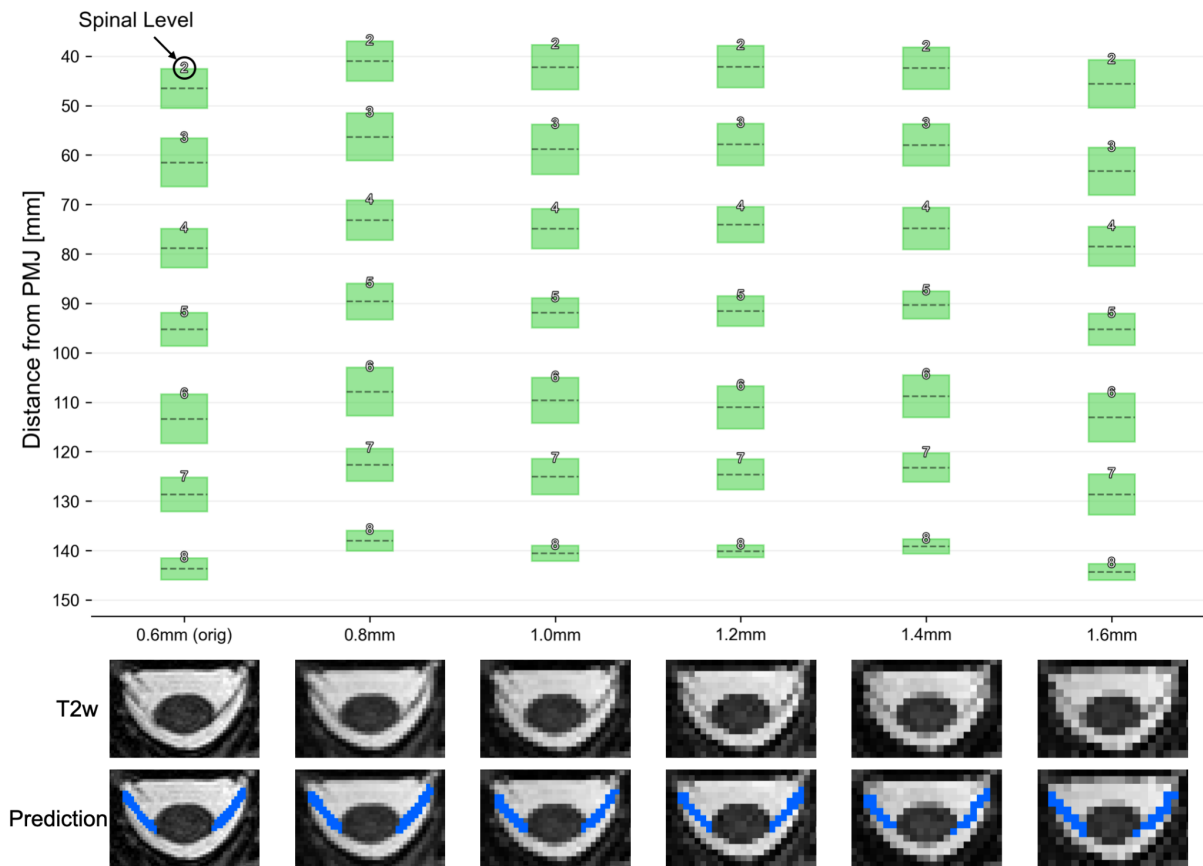 Spinal Level
Distance from PMJ [mm]
40
50
60
70
80
90
100
110
120
130
140
150
2 2 2 2 2 2
3 3 3 3 3 3
4 4 4 4 4 4
5 5 5 5 5 5
6 6 6 6 6 6
7 7 7 7 7 7
8 8 8 8 8 8
0.6mm (orig) 0.8mm 1.0mm 1.2mm 1.4mm 1.6mm
T2w
Prediction